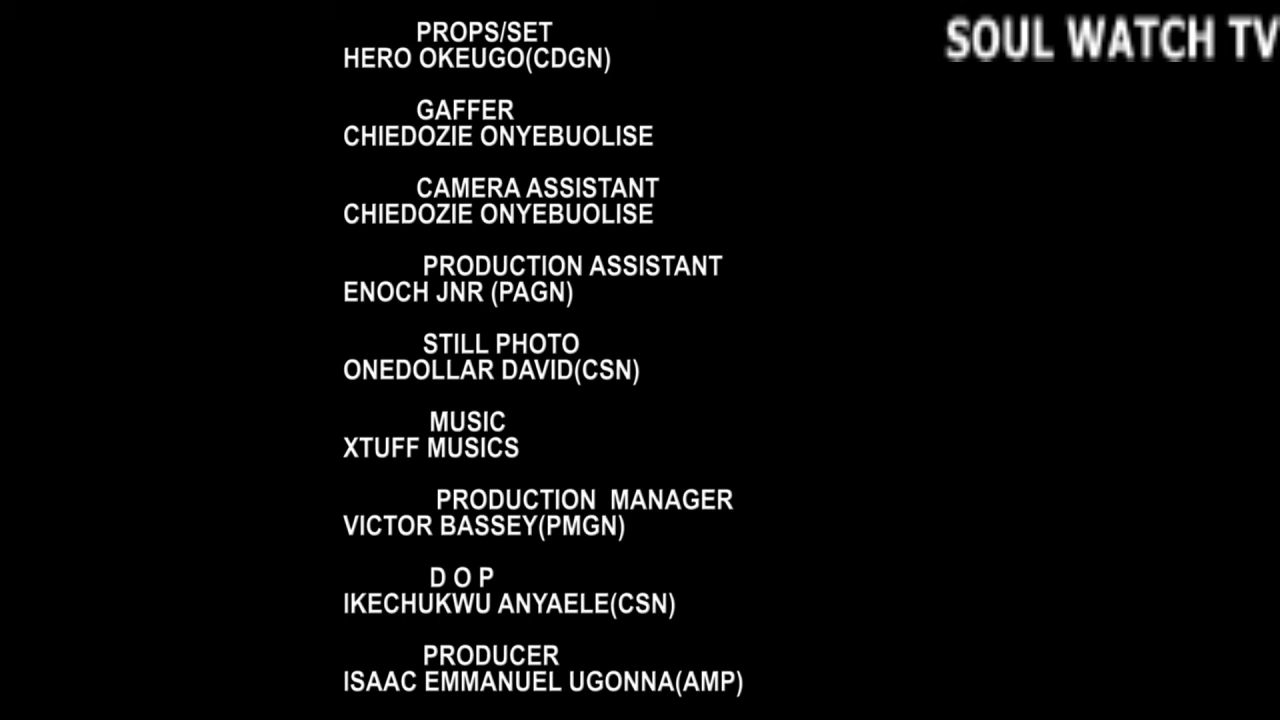 SOUL WATCH TV
PROPS/SET
HERO OKEUGO(CDGN)
GAFFER
CHIEDOZIE ONYEBUOLISE
CAMERA ASSISTANT
CHIEDOZIE ONYEBUOLISE
PRODUCTION ASSISTANT
ENOCH JNR (PAGN)
STILL PHOTO
ONEDOLLAR DAVID(CSN)
MUSIC
XTUFF MUSICS
PRODUCTION  MANAGER
VICTOR BASSEY(PMGN)
D O P
IKECHUKWU ANYAELE(CSN)
PRODUCER
ISAAC EMMANUEL UGONNA(AMP)